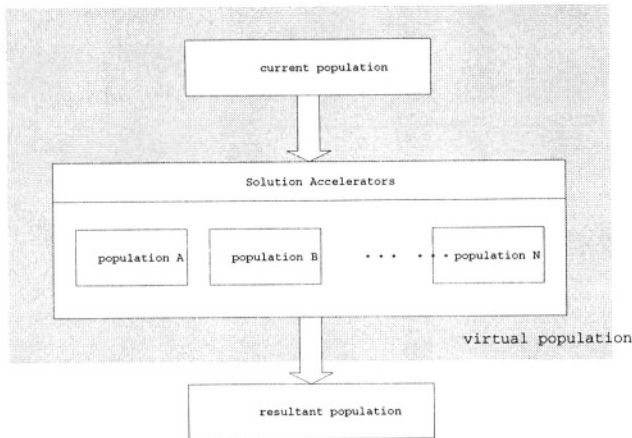 current population
Solution Accelerators
population A population B ... ... population N
virtual population
resultant population